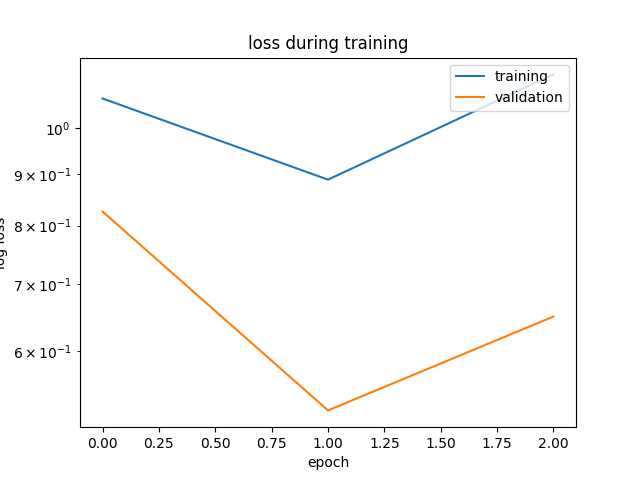 loss during training
training
validation
10⁰
9 × 10⁻¹
8 × 10⁻¹
7 × 10⁻¹
6 × 10⁻¹
log loss
0.00 0.25 0.50 0.75 1.00 1.25 1.50 1.75 2.00
epoch